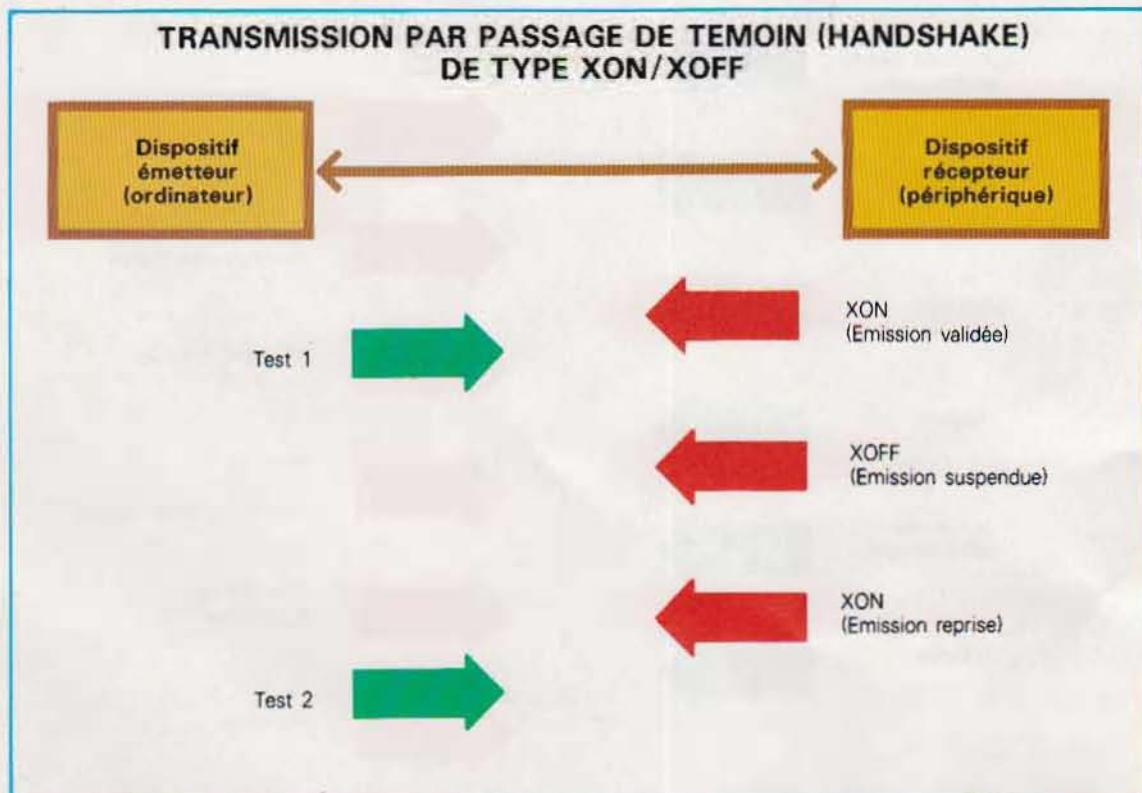 TRANSMISSION PAR PASSAGE DE TEMOIN (HANDSHAKE)
DE TYPE XON/XOFF
Dispositif
émetteur
(ordinateur)
Dispositif
récepteur
(périphérique)
XON
(Emission validée)
Test 1
XOFF
(Emission suspendue)
XON
(Emission reprise)
Test 2